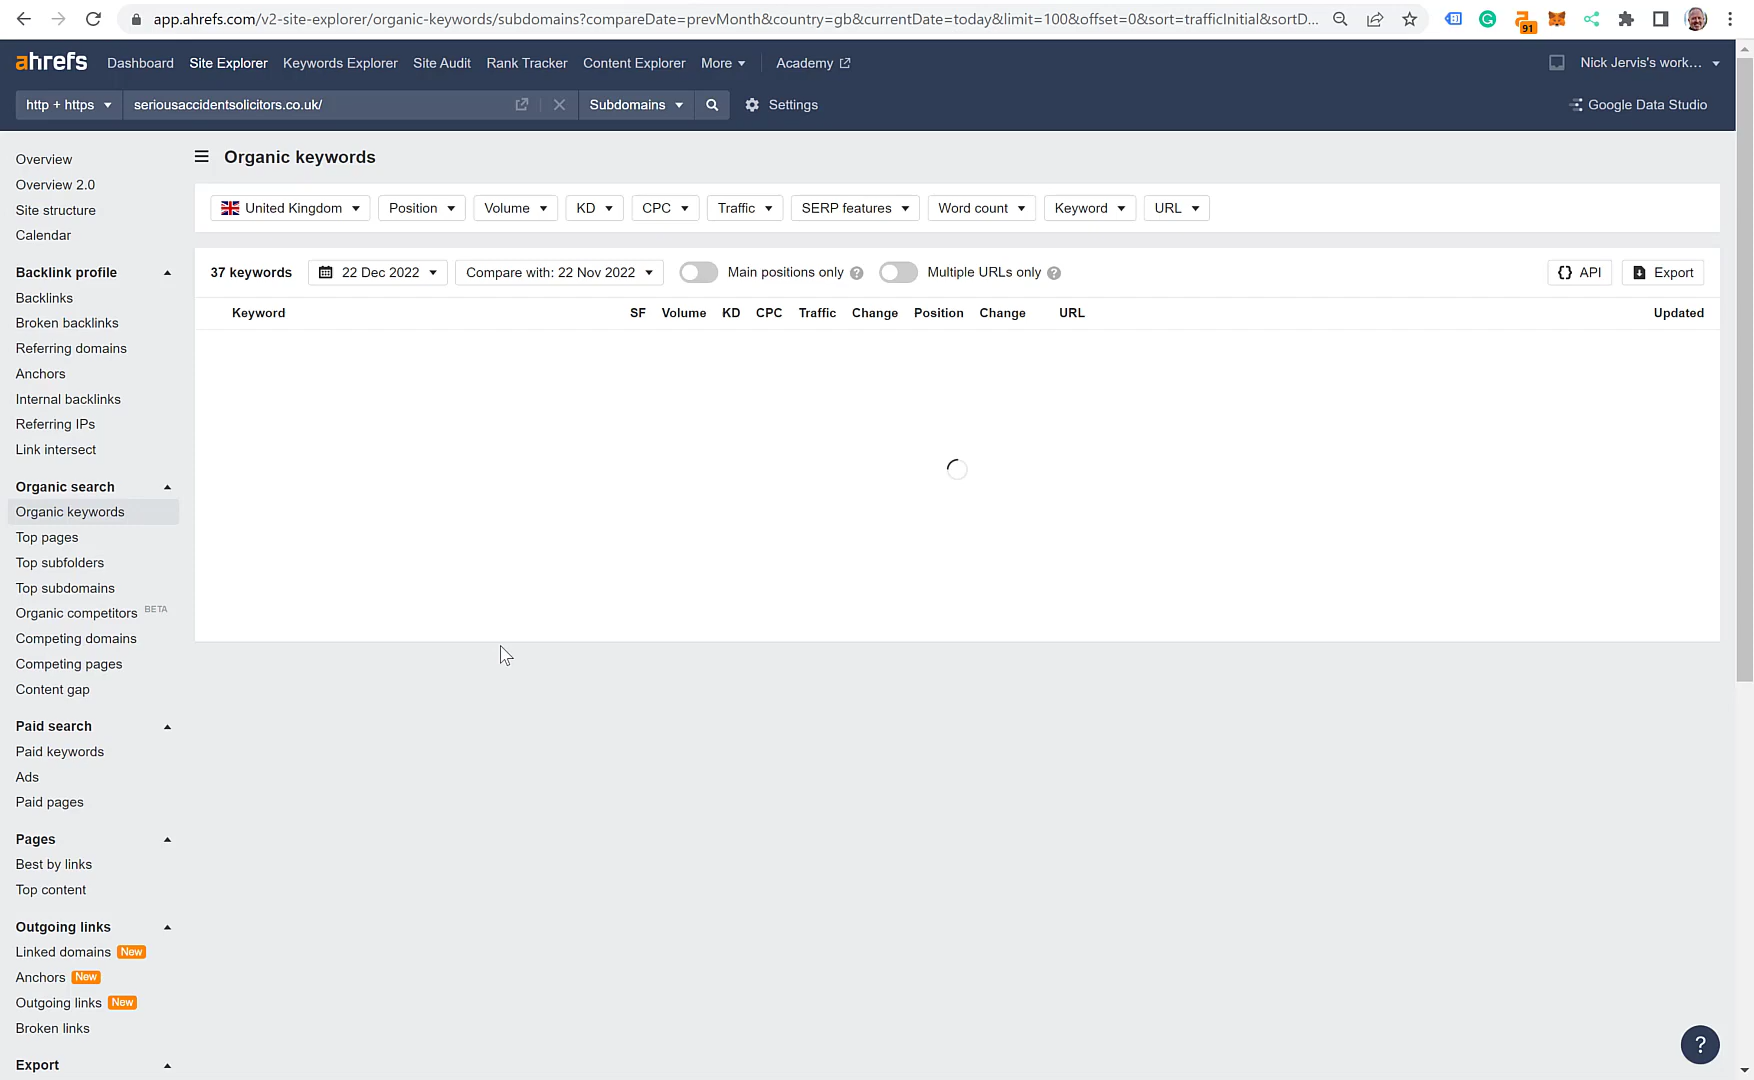 app.ahrefs.com/v2-site-explorer/organic-keywords/subdomains?compareDate=prevMonth&country=gb&currentDate=today&limit=100&offset=0&sort=trafficInitial&sortD...
91
ahrefs Dashboard Site Explorer Keywords Explorer Site Audit Rank Tracker Content Explorer More Academy Nick Jervis's work...
http + https seriousaccidentsolicitors.co.uk/ Subdomains Settings Google Data Studio
Organic keywords
United Kingdom Position Volume KD CPC Traffic SERP features Word count Keyword URL
37 keywords 22 Dec 2022 Compare with: 22 Nov 2022 Main positions only ? Multiple URLs only ? {} API Export
Keyword SF Volume KD CPC Traffic Change Position Change URL Updated
Overview
Overview 2.0
Site structure
Calendar
Backlink profile
Backlinks
Broken backlinks
Referring domains
Anchors
Internal backlinks
Referring IPs
Link intersect
Organic search
Organic keywords
Top pages
Top subfolders
Top subdomains
Organic competitors BETA
Competing domains
Competing pages
Content gap
Paid search
Paid keywords
Ads
Paid pages
Pages
Best by links
Top content
Outgoing links
Linked domains New
Anchors New
Outgoing links New
Broken links
Export
?